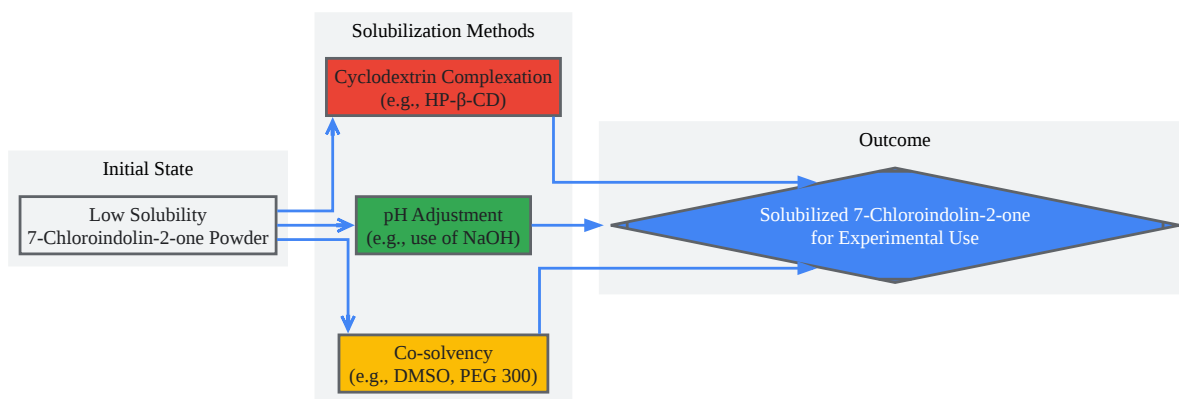 Initial State
Low Solubility
7-Chloroindolin-2-one Powder
Solubilization Methods
Cyclodextrin Complexation
(e.g., HP-β-CD)
pH Adjustment
(e.g., use of NaOH)
Co-solvency
(e.g., DMSO, PEG 300)
Outcome
Solubilized 7-Chloroindolin-2-one
for Experimental Use